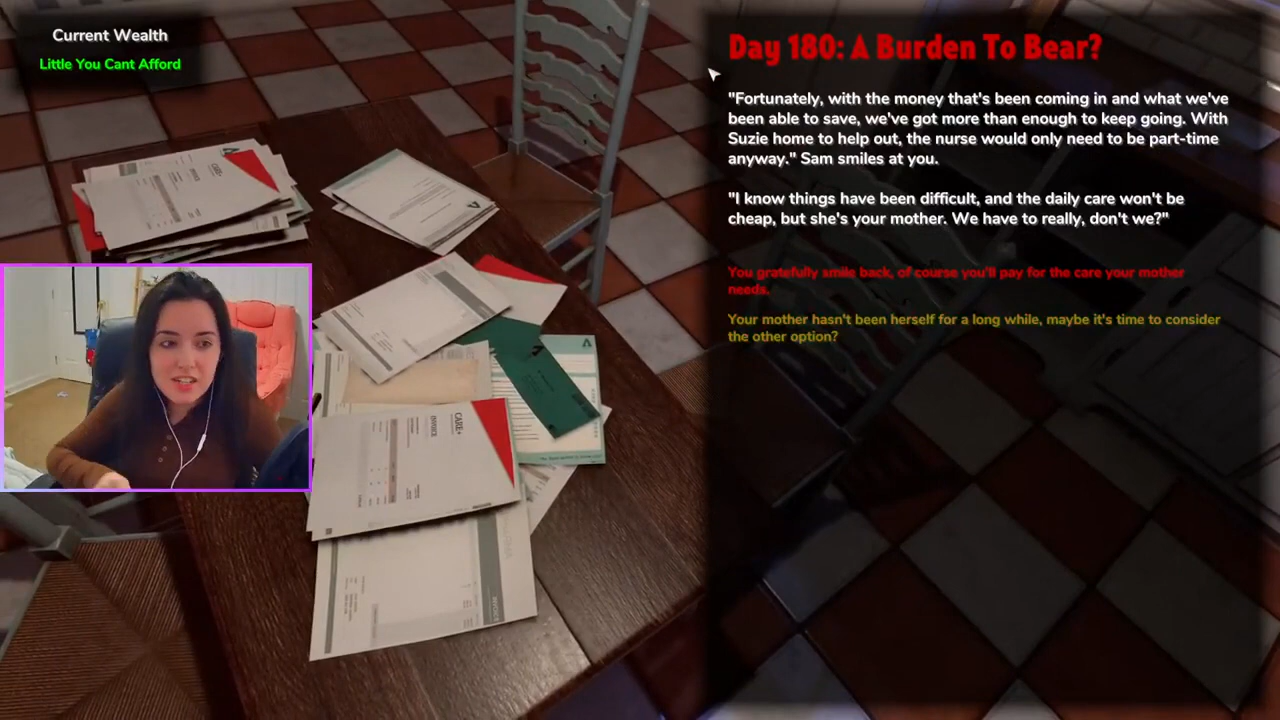 Current Wealth
Little You Cant Afford
Day 180: A Burden To Bear?
"Fortunately, with the money that's been coming in and what we've
been able to save, we've got more than enough to keep going. With
Suzie home to help out, the nurse would only need to be part-time
anyway." Sam smiles at you.
"I know things have been difficult, and the daily care won't be
cheap, but she's your mother. We have to really, don't we?"
You gratefully smile back, of course you'll pay for the care your mother
needs.
Your mother hasn't been herself for a long while, maybe it's time to consider
the other option?
CARE+
INVOICE